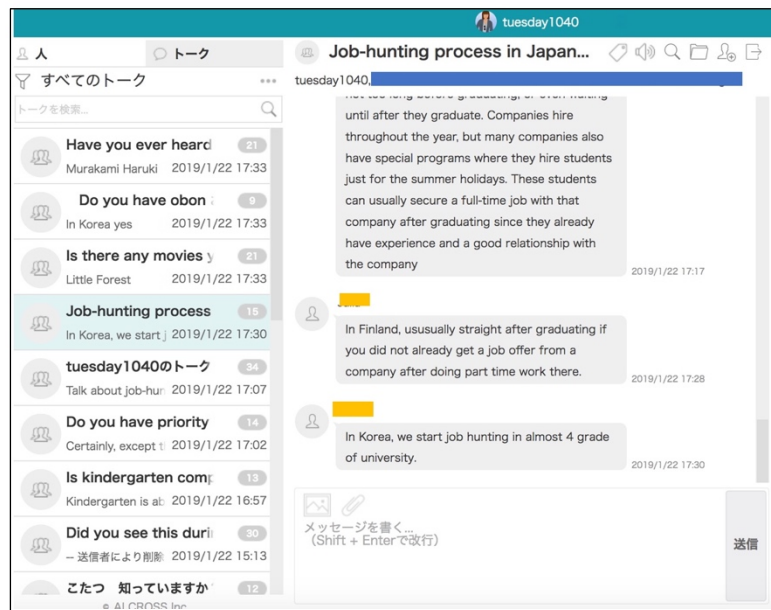 tuesday1040
人
トーク
すべてのトーク
トークを検索...
Have you ever heard 21
Murakami Haruki 2019/1/22 17:33
Do you have obon 9
In Korea yes 2019/1/22 17:33
Is there any movies y 21
Little Forest 2019/1/22 17:33
Job-hunting process 15
In Korea, we start j 2019/1/22 17:30
tuesday1040のトーク 34
Talk about job-hun 2019/1/22 17:07
Do you have priority 14
Certainly, except t 2019/1/22 17:02
Is kindergarten comp 13
Kindergarten is ab 2019/1/22 16:57
Did you see this duri 30
-- 送信者により削除 2019/1/22 15:13
こたつ 知っていますか 12
© ALCROSS Inc
Job-hunting process in Japan...
tuesday1040,
not too long before graduating, or even waiting
until after they graduate. Companies hire
throughout the year, but many companies also
have special programs where they hire students
just for the summer holidays. These students
can usually secure a full-time job with that
company after graduating since they already
have experience and a good relationship with
the company
2019/1/22 17:17
In Finland, ususually straight after graduating if
you did not already get a job offer from a
company after doing part time work there.
2019/1/22 17:28
In Korea, we start job hunting in almost 4 grade
of university.
2019/1/22 17:30
メッセージを書く...
(Shift + Enterで改行)
送信